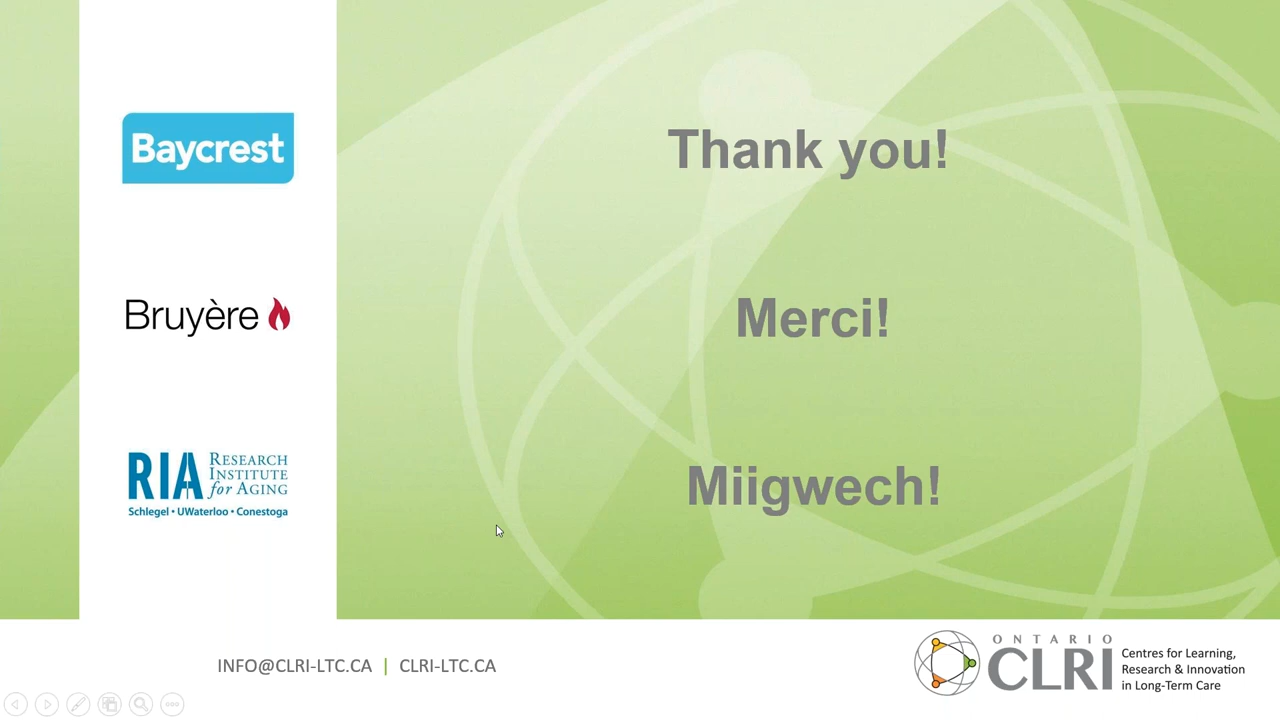 Baycrest
Bruyère
RIA RESEARCH
INSTITUTE
for AGING
Schlegel • UWaterloo • Conestoga
Thank you!
Merci!
Miigwech!
INFO@CLRI-LTC.CA | CLRI-LTC.CA
ONTARIO
CLRI
Centres for Learning,
Research & Innovation
in Long-Term Care